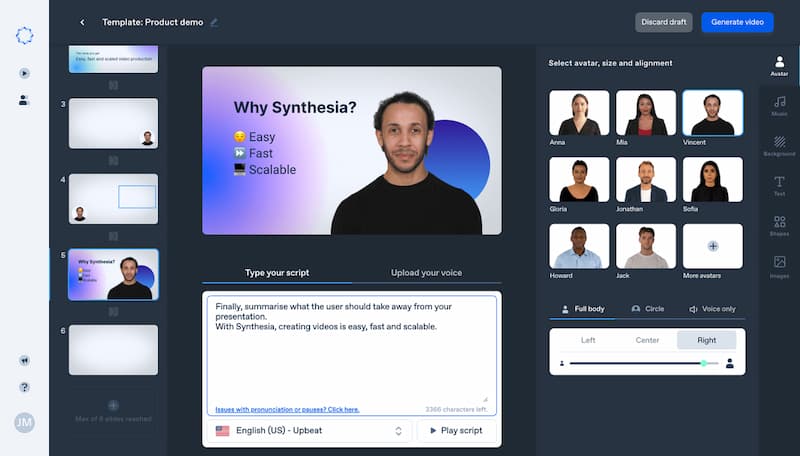 Template: Product demo
Discard draft
Generate video
Easy, fast and scaled video production
3
4
5
Why Synthesia?
Easy
Fast
Scalable
6
Max of 6 slides reached
JM
Why Synthesia?
Easy
Fast
Scalable
Type your script
Upload your voice
Finally, summarise what the user should take away from your
presentation.
With Synthesia, creating videos is easy, fast and scalable.
Issues with pronunciation or pauses? Click here.
3366 characters left.
English (US) - Upbeat
Play script
Select avatar, size and alignment
Anna
Mia
Vincent
Gloria
Jonathan
Sofia
Howard
Jack
More avatars
Full body
Circle
Voice only
Left
Center
Right
Avatar
Music
Background
Text
Shapes
Images